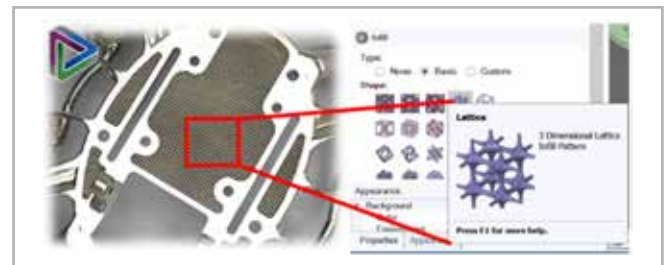 Infill
Type:
None Basic Custom
Shape:
Lattice
3 Dimensional Lattice
Infill Pattern
Appearance
Background
Press F1 for more help.
Properties